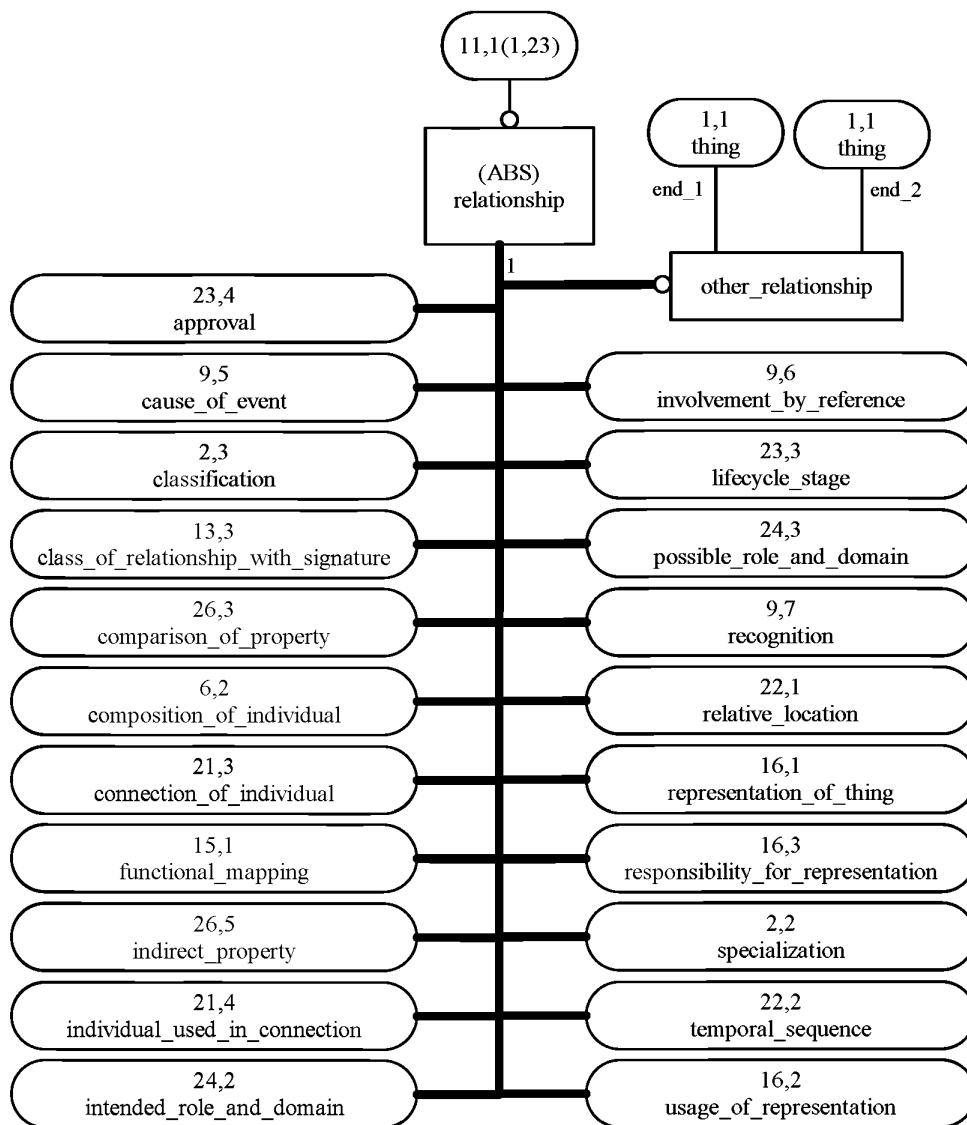 11,1(1,23)
1,1
thing
1,1
thing
(ABS)
relationship
end_1
end_2
1
other_relationship
23,4
approval
9,5
cause_of_event
9,6
involvement_by_reference
2,3
classification
23,3
lifecycle_stage
13,3
class_of_relationship_with_signature
24,3
possible_role_and_domain
26,3
comparison_of_property
9,7
recognition
6,2
composition_of_individual
22,1
relative_location
21,3
connection_of_individual
16,1
representation_of_thing
15,1
functional_mapping
16,3
responsibility_for_representation
26,5
indirect_property
2,2
specialization
21,4
individual_used_in_connection
22,2
temporal_sequence
24,2
intended_role_and_domain
16,2
usage_of_representation